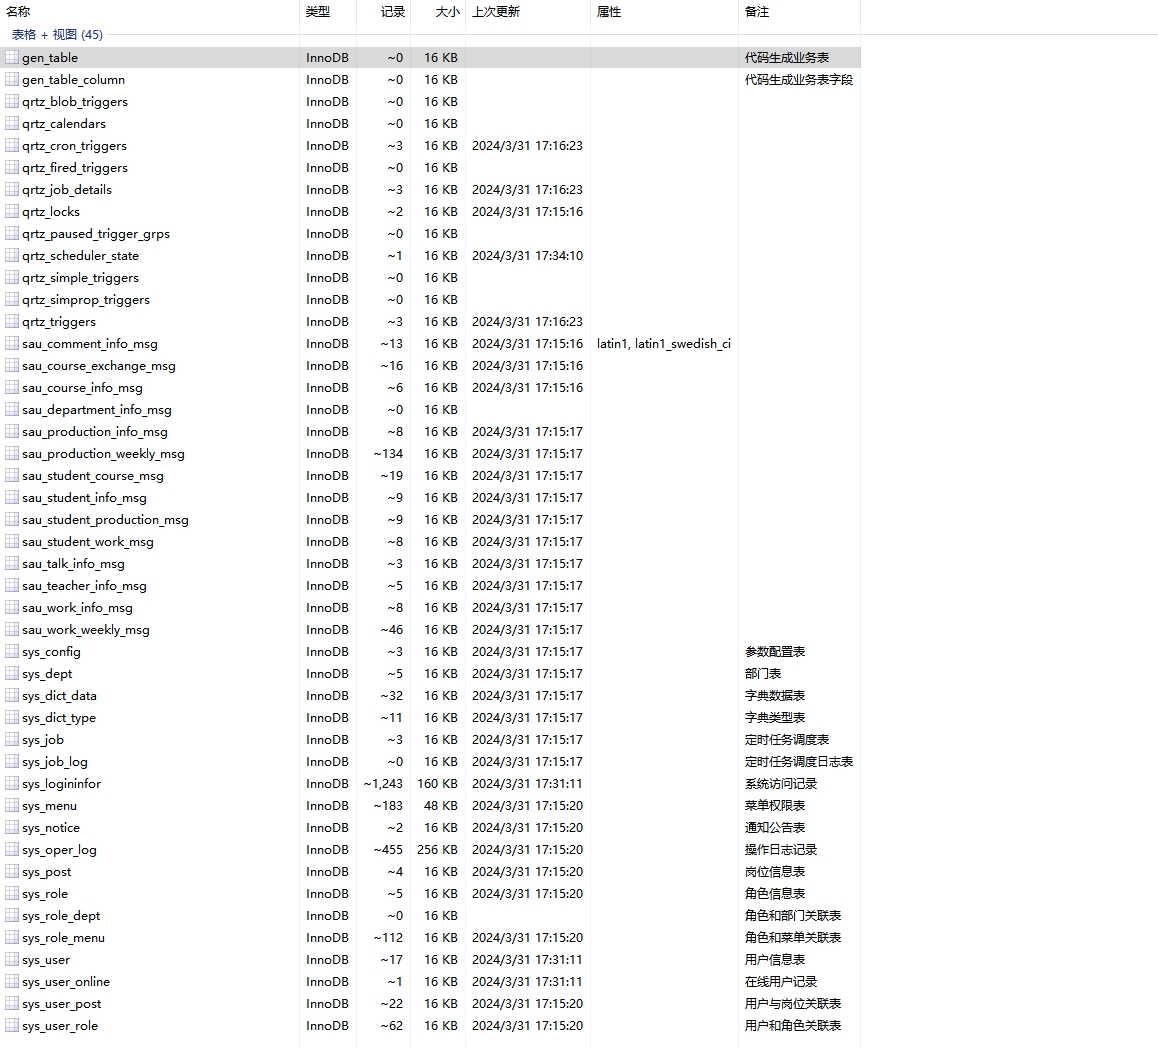 名称 类型 记录 大小 上次更新 属性 备注
表格 + 视图 (45)
gen_table InnoDB ~0 16 KB 代码生成业务表
gen_table_column InnoDB ~0 16 KB 代码生成业务表字段
qrtz_blob_triggers InnoDB ~0 16 KB
qrtz_calendars InnoDB ~0 16 KB
qrtz_cron_triggers InnoDB ~3 16 KB 2024/3/31 17:16:23
qrtz_fired_triggers InnoDB ~0 16 KB
qrtz_job_details InnoDB ~3 16 KB 2024/3/31 17:16:23
qrtz_locks InnoDB ~2 16 KB 2024/3/31 17:15:16
qrtz_paused_trigger_grps InnoDB ~0 16 KB
qrtz_scheduler_state InnoDB ~1 16 KB 2024/3/31 17:34:10
qrtz_simple_triggers InnoDB ~0 16 KB
qrtz_simprop_triggers InnoDB ~0 16 KB
qrtz_triggers InnoDB ~3 16 KB 2024/3/31 17:16:23
sau_comment_info_msg InnoDB ~13 16 KB 2024/3/31 17:15:16 latin1, latin1_swedish_ci
sau_course_exchange_msg InnoDB ~16 16 KB 2024/3/31 17:15:16
sau_course_info_msg InnoDB ~6 16 KB 2024/3/31 17:15:16
sau_department_info_msg InnoDB ~0 16 KB
sau_production_info_msg InnoDB ~8 16 KB 2024/3/31 17:15:17
sau_production_weekly_msg InnoDB ~134 16 KB 2024/3/31 17:15:17
sau_student_course_msg InnoDB ~19 16 KB 2024/3/31 17:15:17
sau_student_info_msg InnoDB ~9 16 KB 2024/3/31 17:15:17
sau_student_production_msg InnoDB ~9 16 KB 2024/3/31 17:15:17
sau_student_work_msg InnoDB ~8 16 KB 2024/3/31 17:15:17
sau_talk_info_msg InnoDB ~3 16 KB 2024/3/31 17:15:17
sau_teacher_info_msg InnoDB ~5 16 KB 2024/3/31 17:15:17
sau_work_info_msg InnoDB ~8 16 KB 2024/3/31 17:15:17
sau_work_weekly_msg InnoDB ~46 16 KB 2024/3/31 17:15:17
sys_config InnoDB ~3 16 KB 2024/3/31 17:15:17 参数配置表
sys_dept InnoDB ~5 16 KB 2024/3/31 17:15:17 部门表
sys_dict_data InnoDB ~32 16 KB 2024/3/31 17:15:17 字典数据表
sys_dict_type InnoDB ~11 16 KB 2024/3/31 17:15:17 字典类型表
sys_job InnoDB ~3 16 KB 2024/3/31 17:15:17 定时任务调度表
sys_job_log InnoDB ~0 16 KB 2024/3/31 17:15:17 定时任务调度日志表
sys_logininfor InnoDB ~1,243 160 KB 2024/3/31 17:31:11 系统访问记录
sys_menu InnoDB ~183 48 KB 2024/3/31 17:15:20 菜单权限表
sys_notice InnoDB ~2 16 KB 2024/3/31 17:15:20 通知公告表
sys_oper_log InnoDB ~455 256 KB 2024/3/31 17:15:20 操作日志记录
sys_post InnoDB ~4 16 KB 2024/3/31 17:15:20 岗位信息表
sys_role InnoDB ~5 16 KB 2024/3/31 17:15:20 角色信息表
sys_role_dept InnoDB ~0 16 KB 角色和部门关联表
sys_role_menu InnoDB ~112 16 KB 2024/3/31 17:15:20 角色和菜单关联表
sys_user InnoDB ~17 16 KB 2024/3/31 17:31:11 用户信息表
sys_user_online InnoDB ~1 16 KB 2024/3/31 17:31:11 在线用户记录
sys_user_post InnoDB ~22 16 KB 2024/3/31 17:15:20 用户与岗位关联表
sys_user_role InnoDB ~62 16 KB 2024/3/31 17:15:20 用户和角色关联表